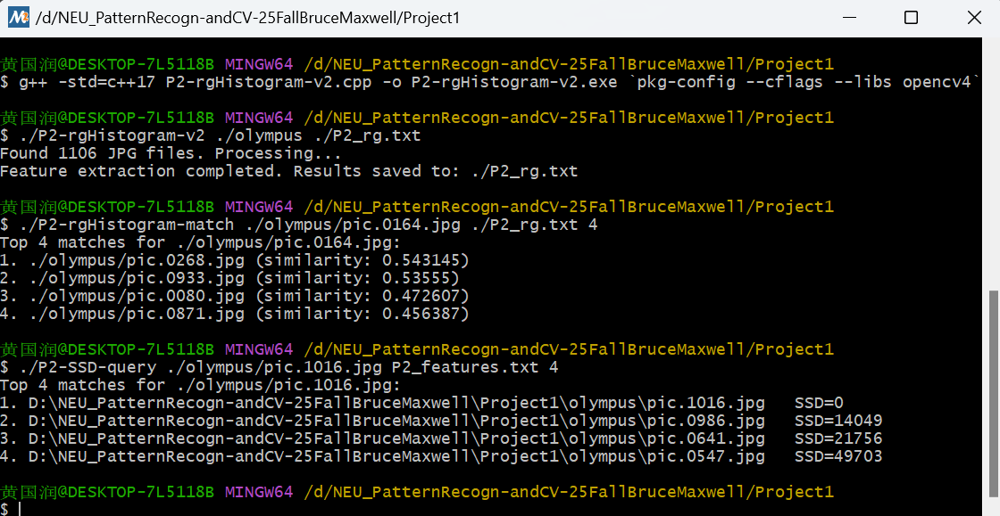 /d/NEU_PatternRecogn-andCV-25FallBruceMaxwell/Project1
黄国润@DESKTOP-7L5118B MINGW64 /d/NEU_PatternRecogn-andCV-25FallBruceMaxwell/Project1
$ g++ -std=c++17 P2-rgHistogram-v2.cpp -o P2-rgHistogram-v2.exe `pkg-config --cflags --libs opencv4`
黄国润@DESKTOP-7L5118B MINGW64 /d/NEU_PatternRecogn-andCV-25FallBruceMaxwell/Project1
$ ./P2-rgHistogram-v2 ./olympus ./P2_rg.txt
Found 1106 JPG files. Processing...
Feature extraction completed. Results saved to: ./P2_rg.txt
黄国润@DESKTOP-7L5118B MINGW64 /d/NEU_PatternRecogn-andCV-25FallBruceMaxwell/Project1
$ ./P2-rgHistogram-match ./olympus/pic.0164.jpg ./P2_rg.txt 4
Top 4 matches for ./olympus/pic.0164.jpg:
1. ./olympus/pic.0268.jpg (similarity: 0.543145)
2. ./olympus/pic.0933.jpg (similarity: 0.53555)
3. ./olympus/pic.0080.jpg (similarity: 0.472607)
4. ./olympus/pic.0871.jpg (similarity: 0.456387)
黄国润@DESKTOP-7L5118B MINGW64 /d/NEU_PatternRecogn-andCV-25FallBruceMaxwell/Project1
$ ./P2-SSD-query ./olympus/pic.1016.jpg P2_features.txt 4
Top 4 matches for ./olympus/pic.1016.jpg:
1. D:\NEU_PatternRecogn-andCV-25FallBruceMaxwell\Project1\olympus\pic.1016.jpg   SSD=0
2. D:\NEU_PatternRecogn-andCV-25FallBruceMaxwell\Project1\olympus\pic.0986.jpg   SSD=14049
3. D:\NEU_PatternRecogn-andCV-25FallBruceMaxwell\Project1\olympus\pic.0641.jpg   SSD=21756
4. D:\NEU_PatternRecogn-andCV-25FallBruceMaxwell\Project1\olympus\pic.0547.jpg   SSD=49703
黄国润@DESKTOP-7L5118B MINGW64 /d/NEU_PatternRecogn-andCV-25FallBruceMaxwell/Project1
$